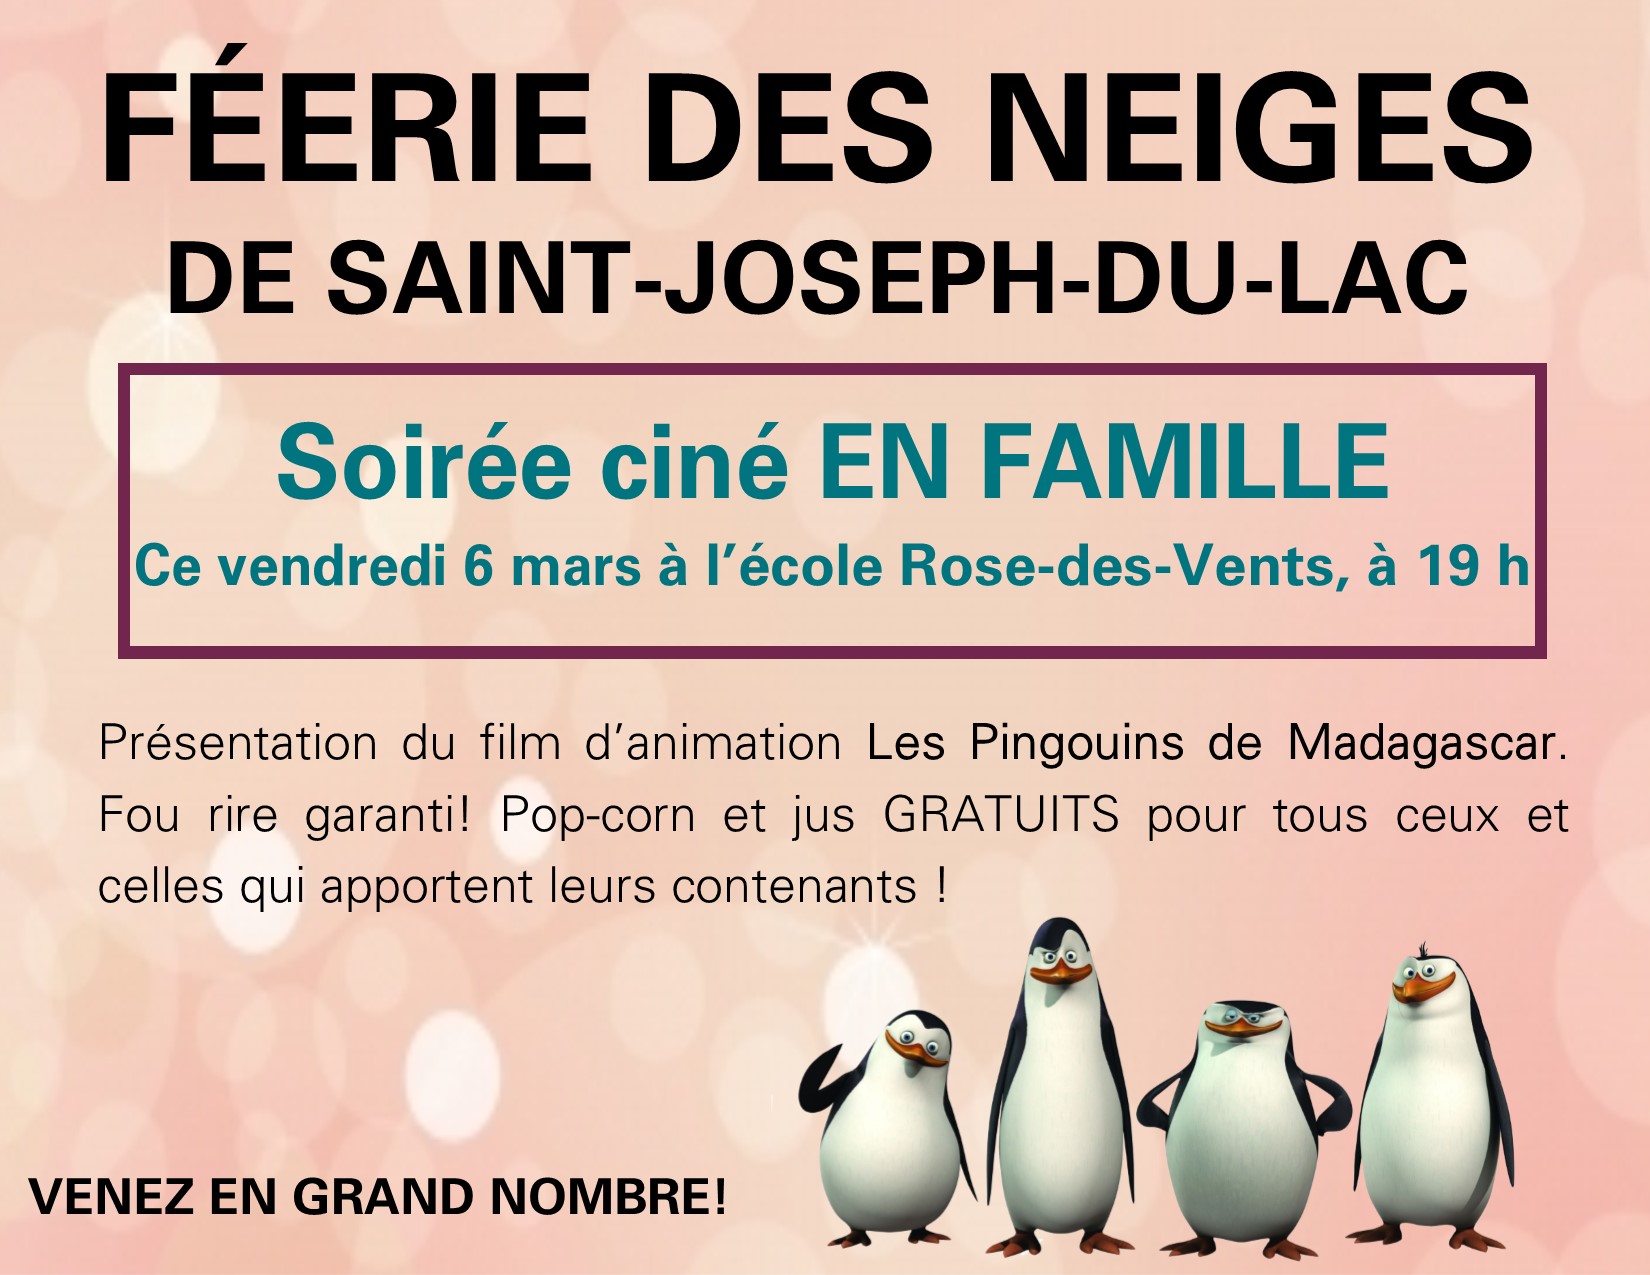 FÉERIE DES NEIGES
DE SAINT-JOSEPH-DU-LAC
Soirée ciné EN FAMILLE
Ce vendredi 6 mars à l’école Rose-des-Vents, à 19 h
Présentation du film d’animation Les Pingouins de Madagascar.
Fou rire garanti! Pop-corn et jus GRATUITS pour tous ceux et
celles qui apportent leurs contenants !
VENEZ EN GRAND NOMBRE!